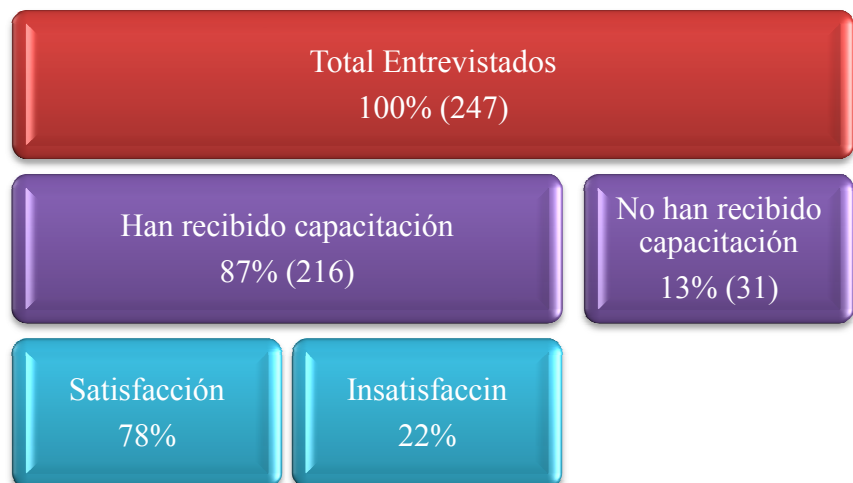 Total Entrevistados
100% (247)
Han recibido capacitación
87% (216)
No han recibido
capacitación
13% (31)
Satisfacción
78%
Insatisfaccin
22%